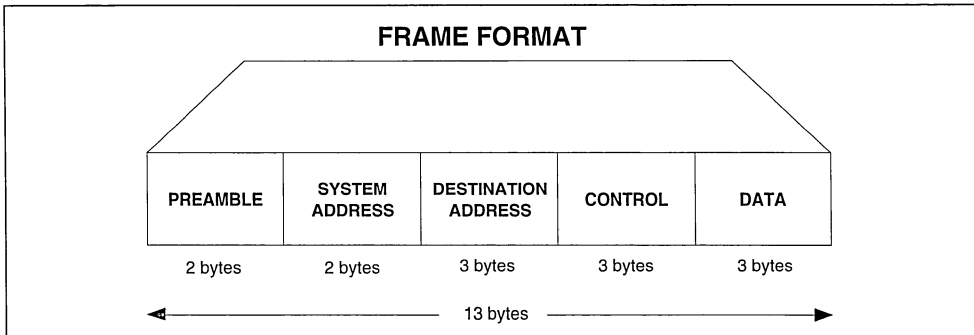 FRAME FORMAT
PREAMBLE
SYSTEM
ADDRESS
DESTINATION
ADDRESS
CONTROL
DATA
2 bytes
2 bytes
3 bytes
3 bytes
3 bytes
13 bytes